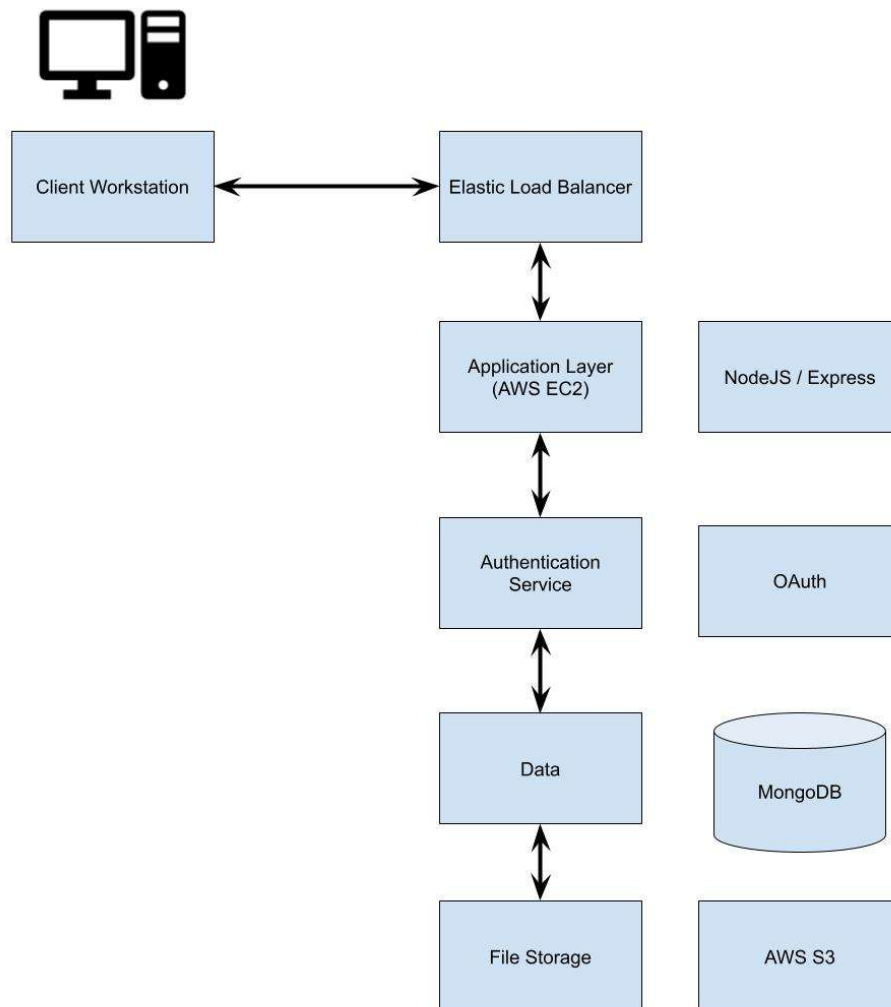 Client Workstation
Elastic Load Balancer
Application Layer
(AWS EC2)
NodeJS / Express
Authentication
Service
OAuth
Data
MongoDB
File Storage
AWS S3